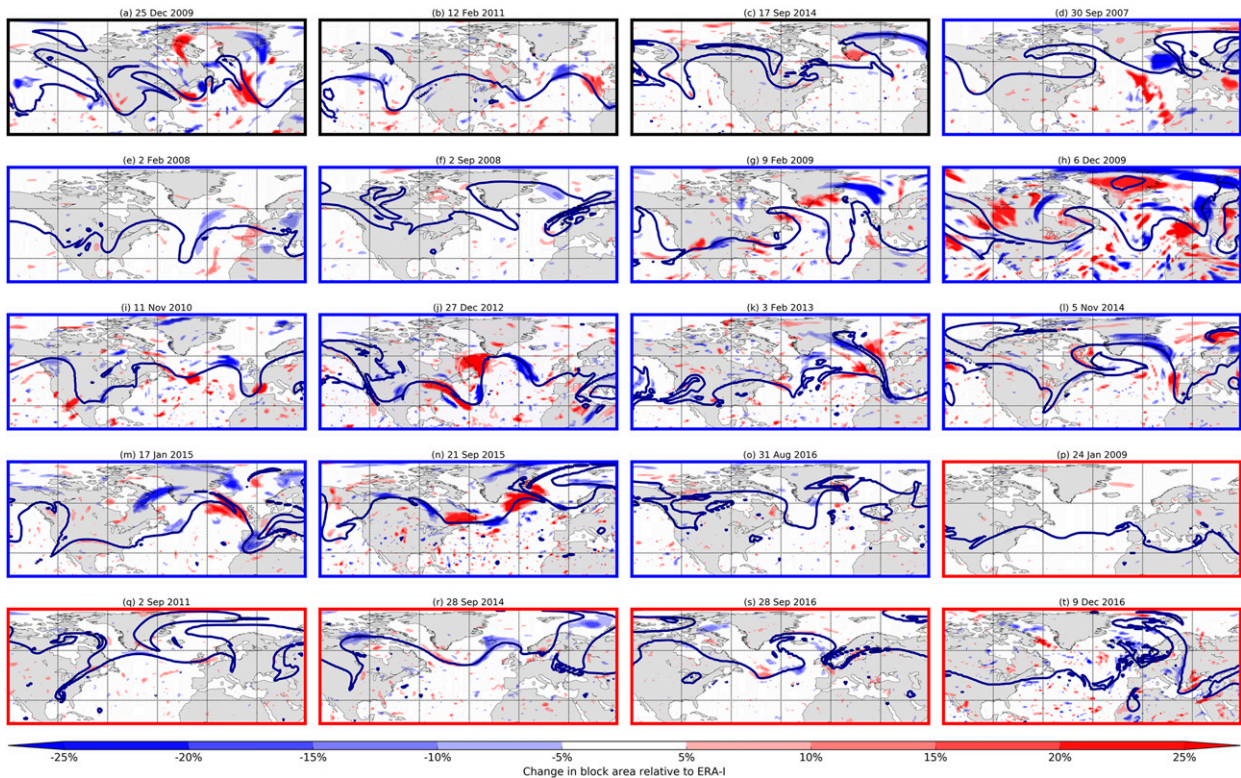 (a) 25 Dec 2009
(b) 12 Feb 2011
(c) 17 Sep 2014
(d) 30 Sep 2007
(e) 2 Feb 2008
(f) 2 Sep 2008
(g) 9 Feb 2009
(h) 6 Dec 2009
(i) 11 Nov 2010
(j) 27 Dec 2012
(k) 3 Feb 2013
(l) 5 Nov 2014
(m) 17 Jan 2015
(n) 21 Sep 2015
(o) 31 Aug 2016
(p) 24 Jan 2009
(q) 2 Sep 2011
(r) 28 Sep 2014
(s) 28 Sep 2016
(t) 9 Dec 2016
-25% -20% -15% -10% -5% 5% 10% 15% 20% 25%
Change in block area relative to ERA-I